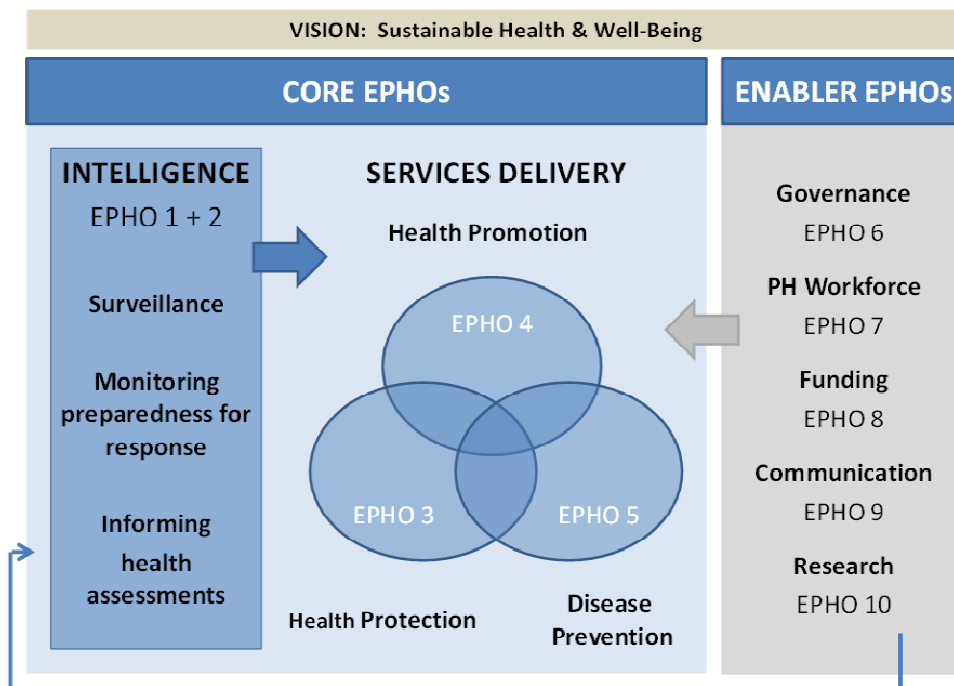 VISION: Sustainable Health & Well-Being
CORE EPHOs
ENABLER EPHOs
INTELLIGENCE
EPHO 1 + 2
Surveillance
Monitoring
preparedness for
response
Informing
health
assessments
SERVICES DELIVERY
Health Promotion
EPHO 4
EPHO 3
EPHO 5
Health Protection
Disease
Prevention
Governance
EPHO 6
PH Workforce
EPHO 7
Funding
EPHO 8
Communication
EPHO 9
Research
EPHO 10